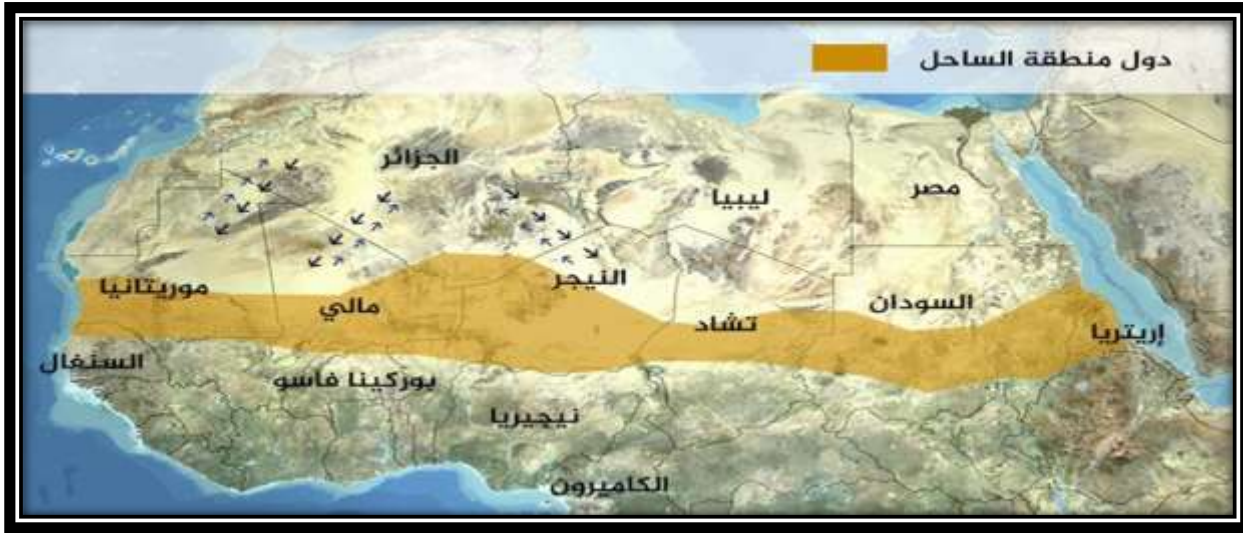 دول منطقة الساحل
الجزائر
ليبيا
مصر
موريتانيا
مالي
النيجر
تشاد
السودان
إريتريا
السنغال
بوركينا فاسو
نيجيريا
الكاميرون